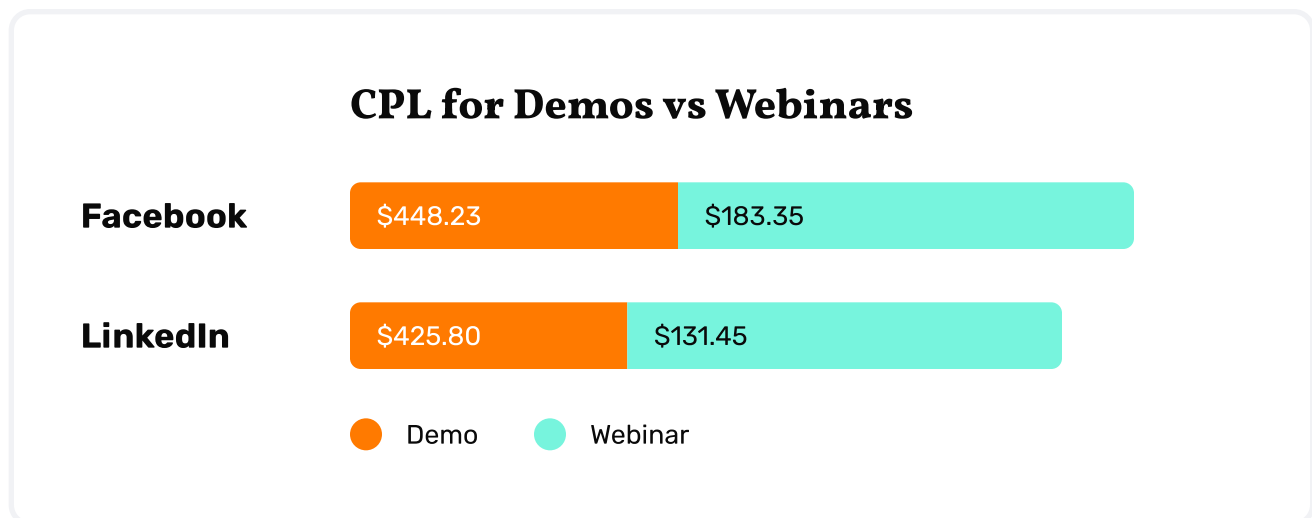 CPL for Demos vs Webinars
Facebook $448.23 $183.35
LinkedIn $425.80 $131.45
Demo Webinar